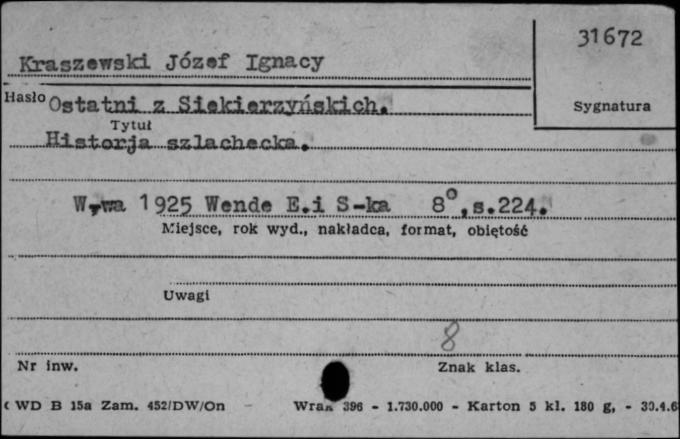 31672
Kraszewski Józef Ignacy
Hasło Ostatni z Siekierzyńskich. Sygnatura
Tytuł
Historja szlachecka.
W-wa 1925 Wende E.i S-ka 8°,s.224.
Miejsce, rok wyd., nakładca, format, objętość
Uwagi
8
Nr inw. Znak klas.
WD B 15a Zam. 452/DW/On 396 - 1.730.000 - Karton 5 kl. 180 g, - 30.4.6